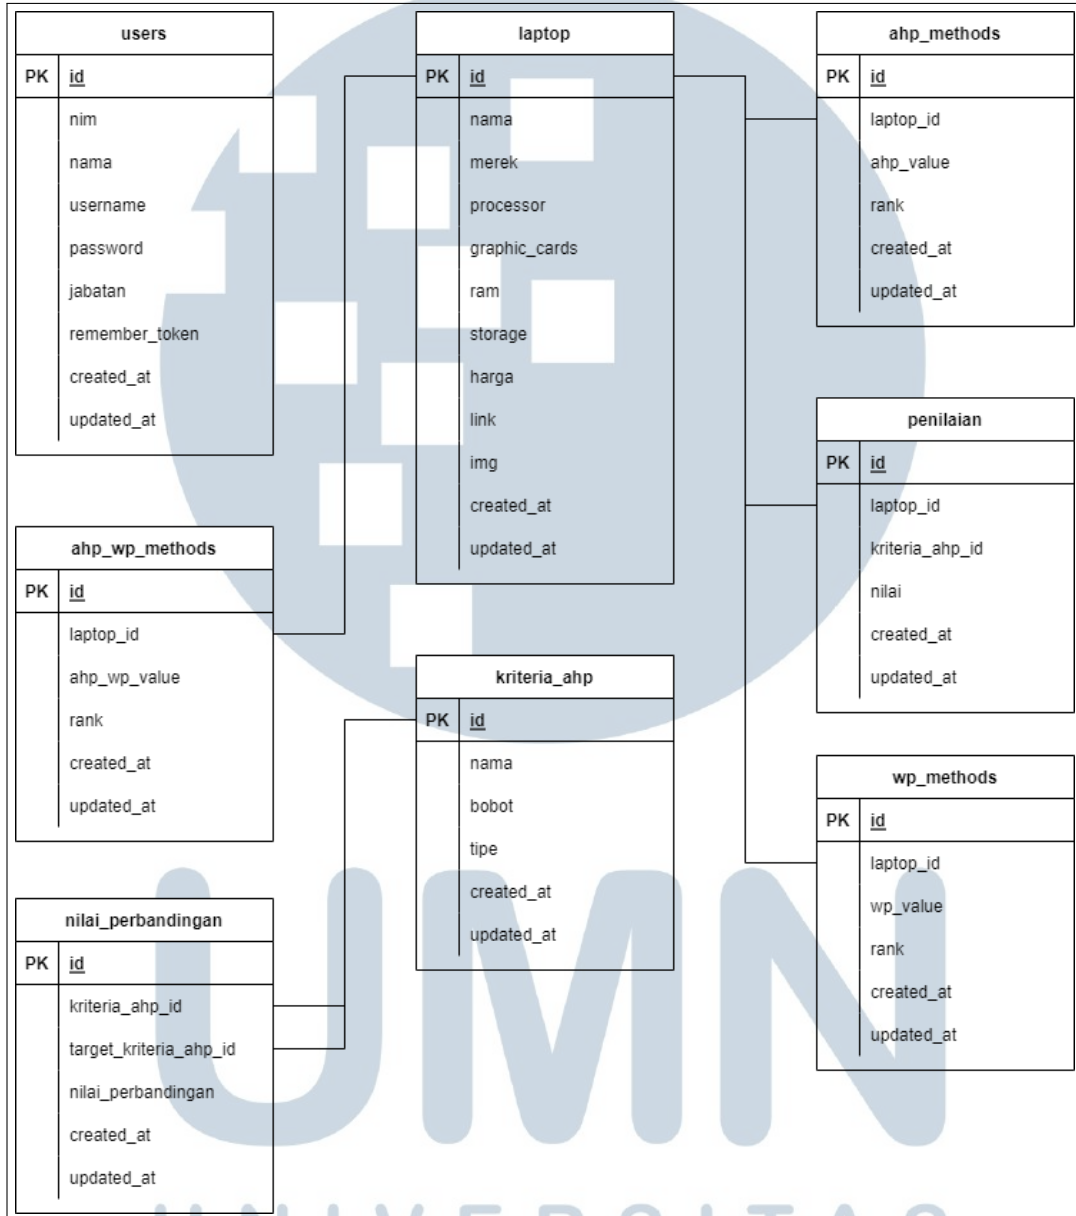 users
PK id
nim
nama
username
password
jabatan
remember_token
created_at
updated_at
laptop
PK id
nama
merek
processor
graphic_cards
ram
storage
harga
link
img
created_at
updated_at
ahp_methods
PK id
laptop_id
ahp_value
rank
created_at
updated_at
penilaian
PK id
laptop_id
kriteria_ahp_id
nilai
created_at
updated_at
ahp_wp_methods
PK id
laptop_id
ahp_wp_value
rank
created_at
updated_at
kriteria_ahp
PK id
nama
bobot
tipe
created_at
updated_at
wp_methods
PK id
laptop_id
wp_value
rank
created_at
updated_at
nilai_perbandingan
PK id
kriteria_ahp_id
target_kriteria_ahp_id
nilai_perbandingan
created_at
updated_at
UMN
UNIVERSITAS